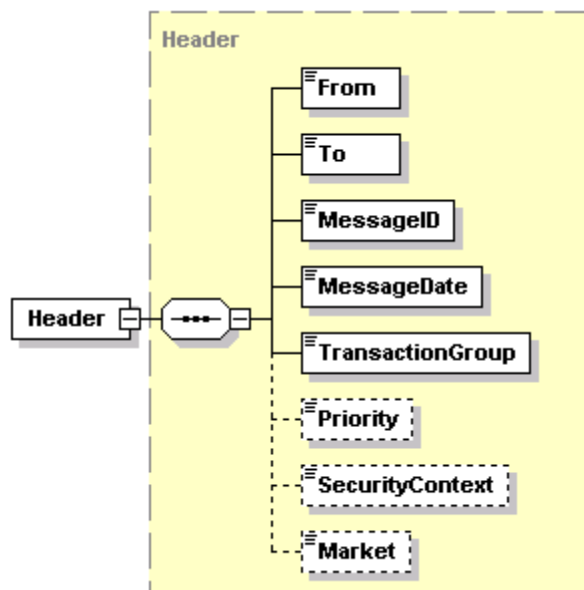 Header
From
To
MessageID
MessageDate
Header
TransactionGroup
Priority
SecurityContext
Market